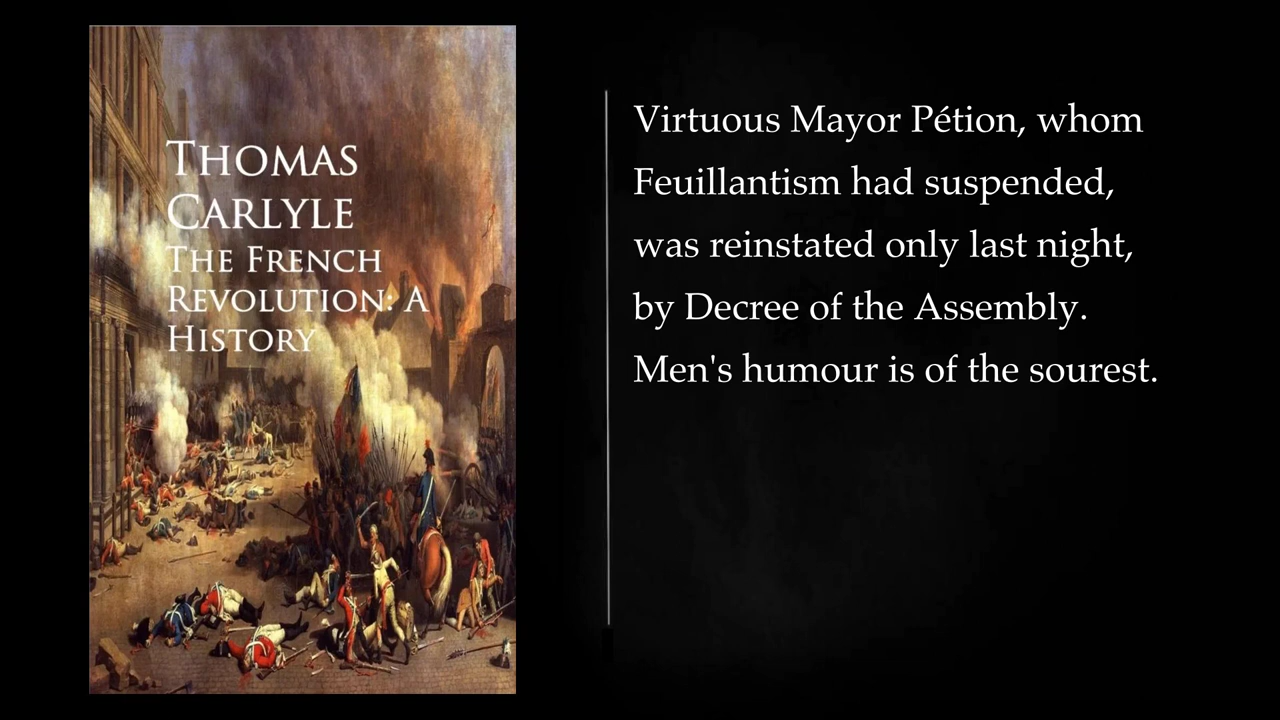 THOMAS
CARLYLE
THE FRENCH
REVOLUTION: A
HISTORY
Virtuous Mayor Pétion, whom
Feuillantism had suspended,
was reinstated only last night,
by Decree of the Assembly.
Men's humour is of the sourest.